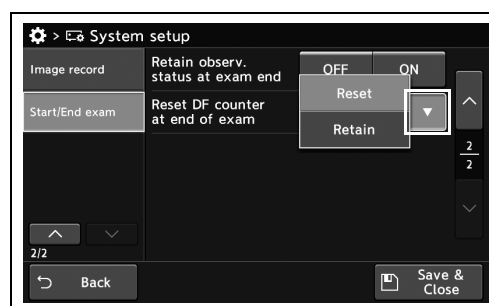 > System setup
Image record
Start/End exam
2/2
Retain observ.
status at exam end
OFF
ON
Reset DF counter
at end of exam
Reset
Retain
2
2
Back
Save &
Close